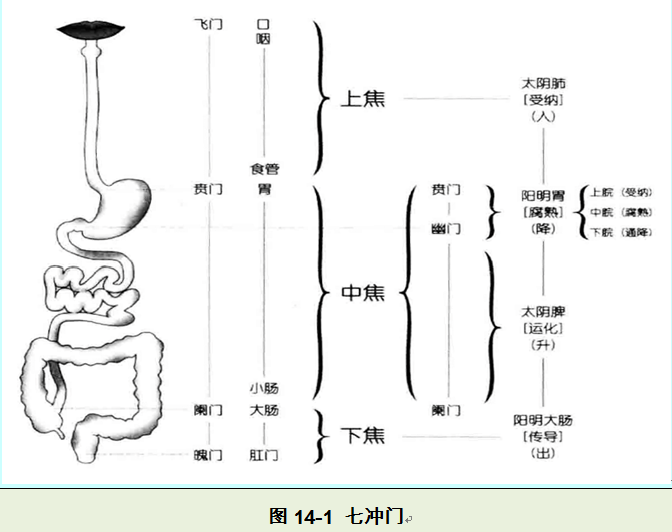 飞门
贲门
阑门
魄门
口
咽
食管
胃
小肠
大肠
肛门
上焦
中焦
下焦
贲门
幽门
阑门
太阴肺
[受纳]
(入)
阳明胃
[腐熟]
(降)
上脘 (受纳)
中脘 (腐熟)
下脘 (通降)
太阴脾
[运化]
(升)
阳明大肠
[传导]
(出)
图 14-1 七冲门